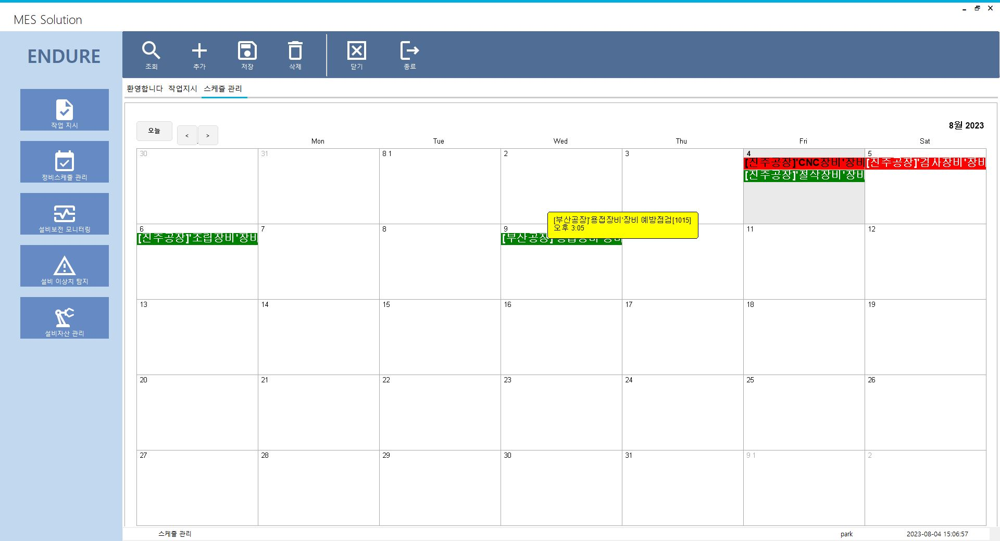 MES Solution
ENDURE
조회 추가 저장 삭제 닫기 종료
환영합니다 작업지시 스케쥴 관리
작업 지시
정비스케쥴 관리
설비보전 모니터링
설비 이상치 탐지
설비자산 관리
오늘 < >
8월 2023
Mon Tue Wed Thu Fri Sat
30 31 8 1 2 3 4 5
[진주공장]'CNC장비'장비 [진주공장]'검사장비'장비
[진주공장]'절삭장비'장비
[부산공장]'용접장비'장비 예방점검[1015]
오후 3:05
6 7 8 9 11 12
[진주공장]'조립장비'장비 [부산공장]'용접장비'장비
13 14 15 16 17 18 19
20 21 22 23 24 25 26
27 28 29 30 31 9 1 2
스케쥴 관리 park 2023-08-04 15:06:57